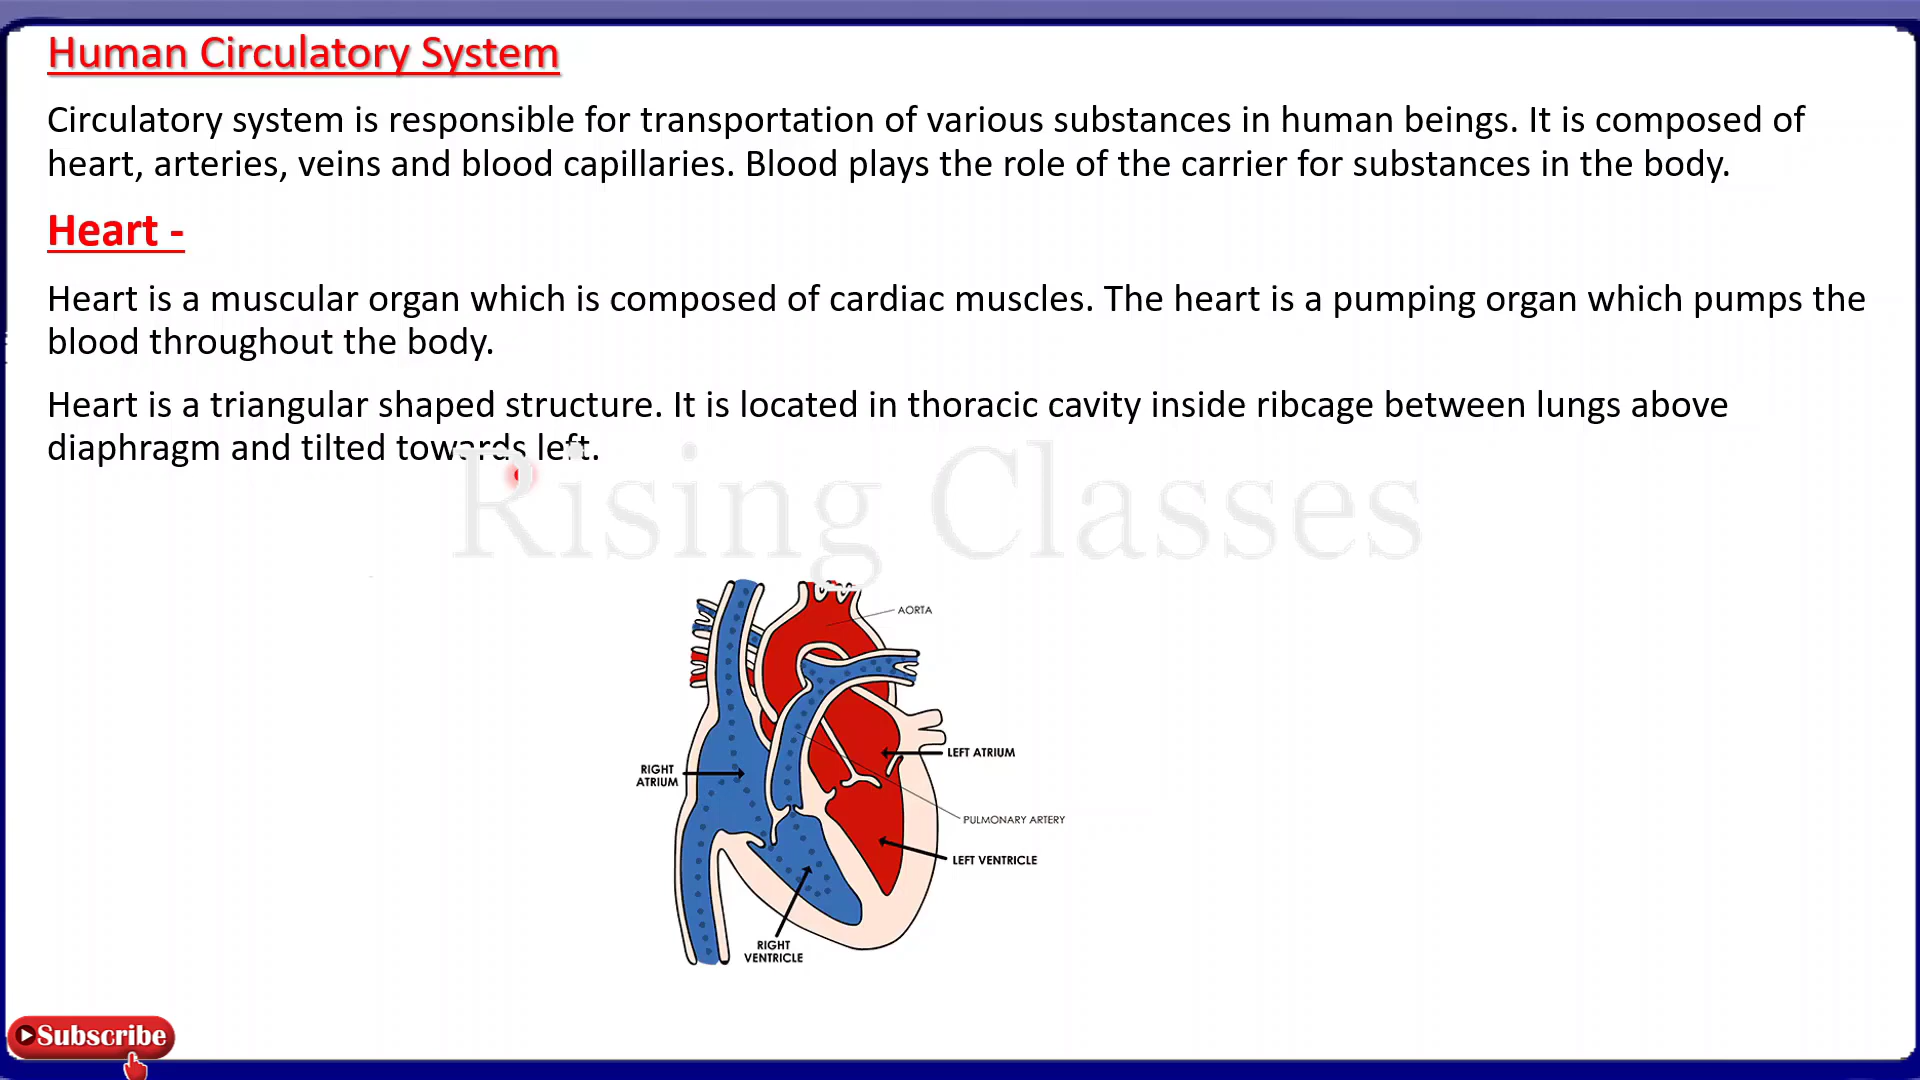 Human Circulatory System
Circulatory system is responsible for transportation of various substances in human beings. It is composed of
heart, arteries, veins and blood capillaries. Blood plays the role of the carrier for substances in the body.
Heart -
Heart is a muscular organ which is composed of cardiac muscles. The heart is a pumping organ which pumps the
blood throughout the body.
Heart is a triangular shaped structure. It is located in thoracic cavity inside ribcage between lungs above
diaphragm and tilted towards left.
Rising Classes
AORTA
LEFT ATRIUM
RIGHT
ATRIUM
PULMONARY ARTERY
LEFT VENTRICLE
RIGHT
VENTRICLE
Subscribe